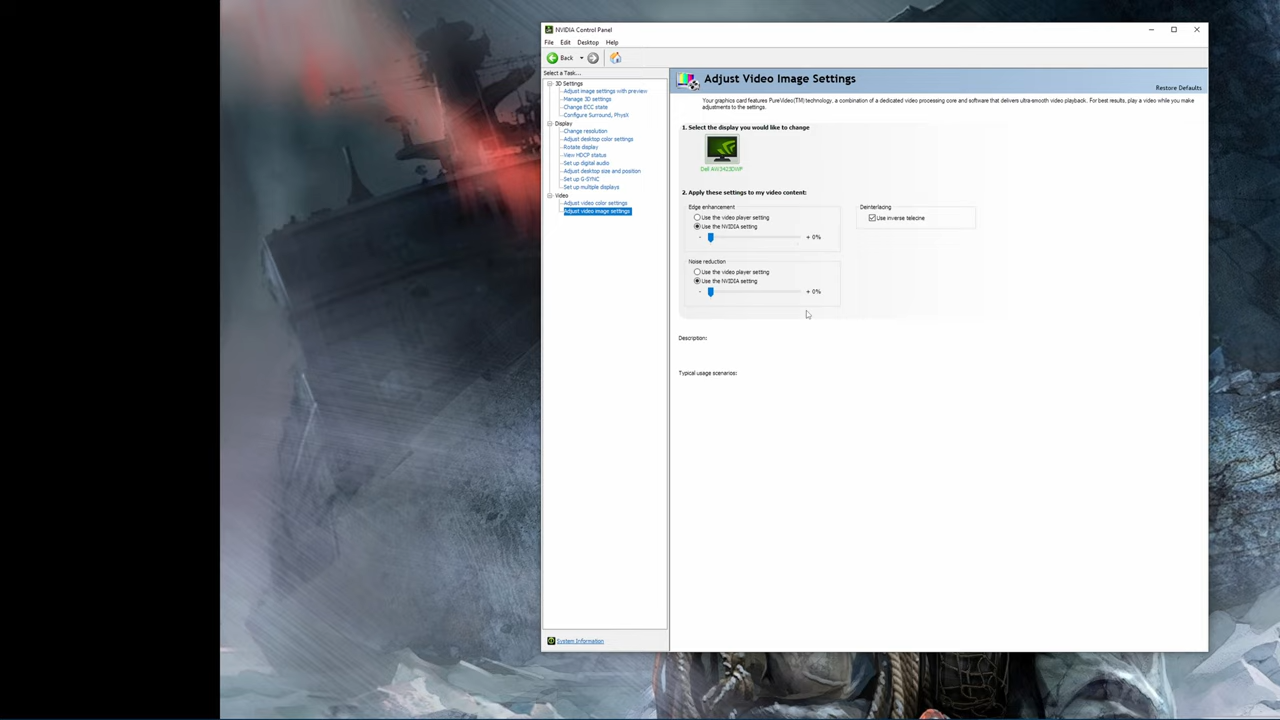 NVIDIA Control Panel
File Edit Desktop Help
Back
Select a Task...
3D Settings
Adjust image settings with preview
Manage 3D settings
Change ECC state
Configure Surround, PhysX
Display
Change resolution
Adjust desktop color settings
Rotate display
View HDCP status
Set up digital audio
Adjust desktop size and position
Set up G-SYNC
Set up multiple displays
Video
Adjust video color settings
Adjust video image settings
System Information
Adjust Video Image Settings
Restore Defaults
Your graphics card features PureVideo(TM) technology, a combination of a dedicated video processing core and software that delivers ultra-smooth video playback. For best results, play a video while you make
adjustments to the settings.
1. Select the display you would like to change
Dell AW3423DWF
2. Apply these settings to my video content:
Edge enhancement
Use the video player setting
Use the NVIDIA setting
- + 0%
Deinterlacing
Use inverse telecine
Noise reduction
Use the video player setting
Use the NVIDIA setting
- + 0%
Description:
Typical usage scenarios: